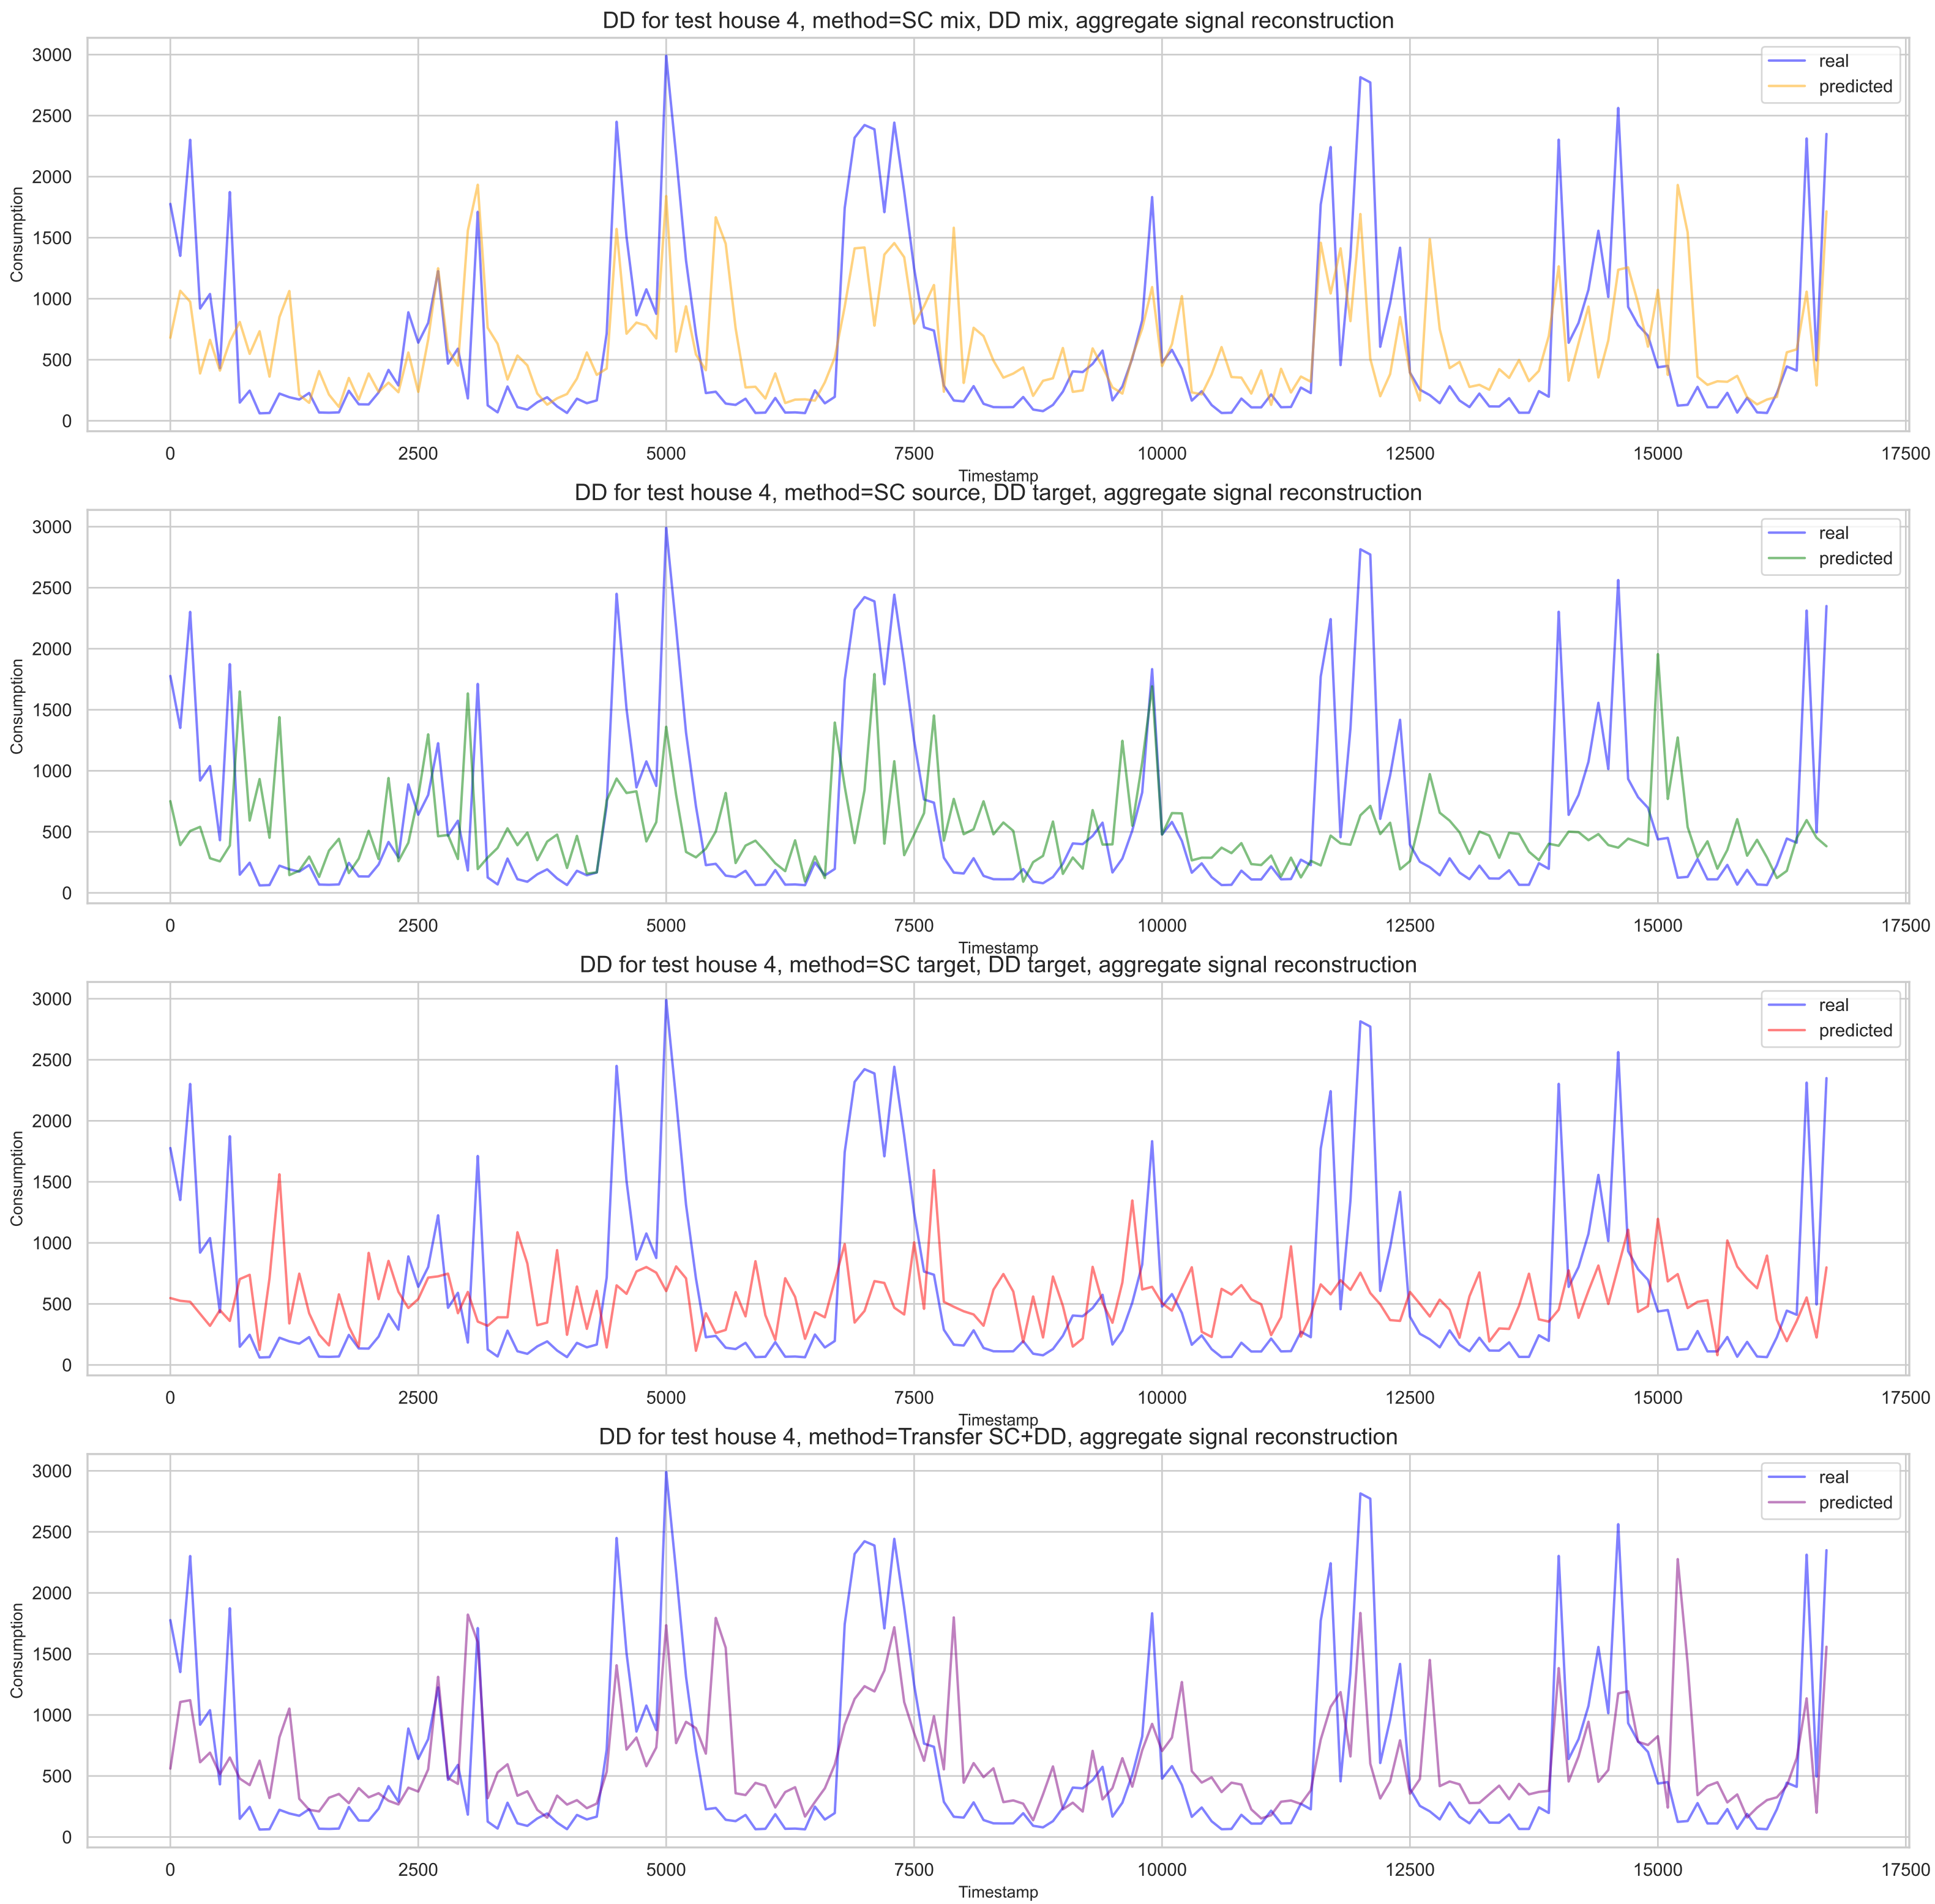 DD for test house 4, method=SC mix, DD mix, aggregate signal reconstruction
3000
2500
2000
1500
1000
500
0
Consumption
real
predicted
0 2500 5000 7500 10000 12500 15000 17500
Timestamp
DD for test house 4, method=SC source, DD target, aggregate signal reconstruction
3000
2500
2000
1500
1000
500
0
Consumption
real
predicted
0 2500 5000 7500 10000 12500 15000 17500
Timestamp
DD for test house 4, method=SC target, DD target, aggregate signal reconstruction
3000
2500
2000
1500
1000
500
0
Consumption
real
predicted
0 2500 5000 7500 10000 12500 15000 17500
Timestamp
DD for test house 4, method=Transfer SC+DD, aggregate signal reconstruction
3000
2500
2000
1500
1000
500
0
Consumption
real
predicted
0 2500 5000 7500 10000 12500 15000 17500
Timestamp